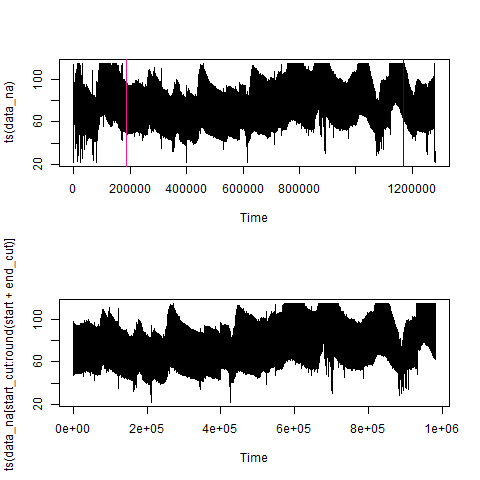 ts(data_na)
100
60
20
0
200000
400000
600000
800000
1200000
Time
ts(data_na[start_cut:round(start + end_cut)]
100
60
20
0e+00
2e+05
4e+05
6e+05
8e+05
1e+06
Time